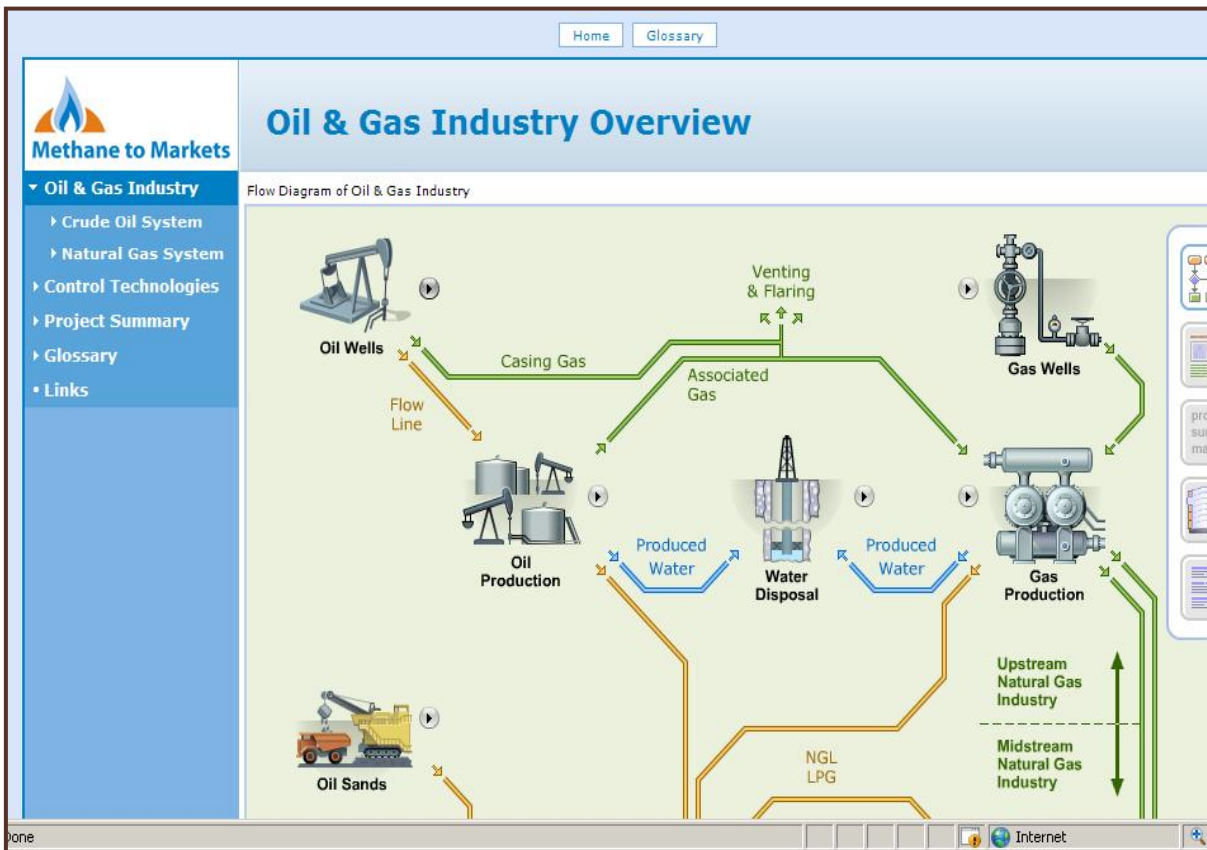 Home Glossary
Methane to Markets
Oil & Gas Industry Overview
Oil & Gas Industry
Crude Oil System
Natural Gas System
Control Technologies
Project Summary
Glossary
Links
Flow Diagram of Oil & Gas Industry
Oil Wells
Venting
& Flaring
Gas Wells
Casing Gas
Associated
Gas
Flow
Line
Oil
Production
Produced
Water
Water
Disposal
Produced
Water
Gas
Production
Upstream
Natural Gas
Industry
Midstream
Natural Gas
Industry
Oil Sands
NGL
LPG
Done
Internet